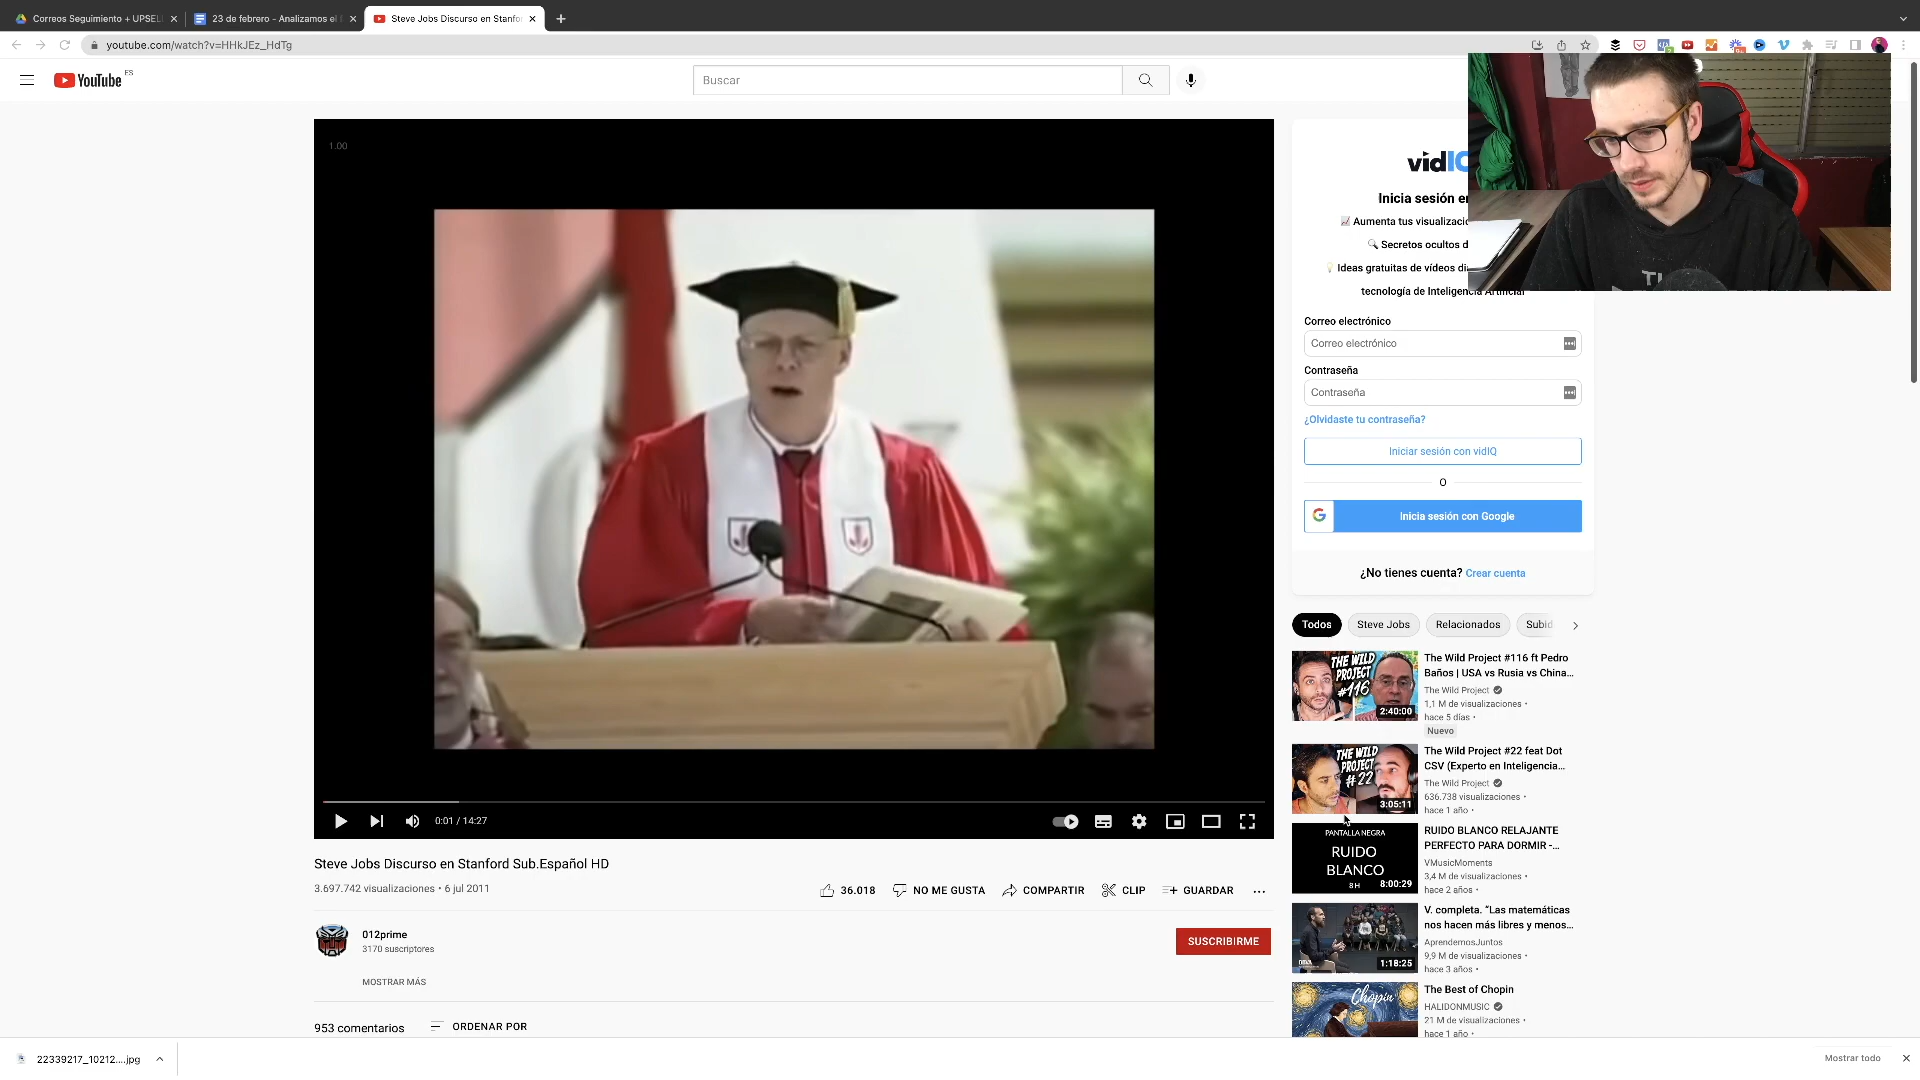 Correos Seguimiento + UPSEL
23 de febrero - Analizamos el
Steve Jobs Discurso en Stanfor
youtube.com/watch?v=HHkJEz_HdTg
YouTube ES
Buscar
1.00
vidIQ
Inicia sesión en
Aumenta tus visualizacio
Secretos ocultos d
Ideas gratuitas de vídeos di
tecnología de Inteligencia Artificial
Correo electrónico
Correo electrónico
Contraseña
Contraseña
¿Olvidaste tu contraseña?
Iniciar sesión con vidIQ
O
Inicia sesión con Google
¿No tienes cuenta? Crear cuenta
Todos
Steve Jobs
Relacionados
Subid
THE WILD PROJECT #116
2:40:00
The Wild Project #116 ft Pedro
Baños | USA vs Rusia vs China...
The Wild Project
1,1 M de visualizaciones •
hace 5 días •
Nuevo
THE WILD PROJECT #22
3:05:11
The Wild Project #22 feat Dot
CSV (Experto en Inteligencia...
The Wild Project
636.738 visualizaciones •
hace 1 año •
PANTALLA NEGRA
RUIDO
BLANCO
8 H
8:00:29
RUIDO BLANCO RELAJANTE
PERFECTO PARA DORMIR -...
VMusicMoments
3,4 M de visualizaciones •
hace 2 años •
1:18:25
V. completa. “Las matemáticas
nos hacen más libres y menos...
AprendemosJuntos
9,9 M de visualizaciones •
hace 3 años •
Chopin
The Best of Chopin
HALIDONMUSIC
21 M de visualizaciones •
hace 1 año •
0:01 / 14:27
Steve Jobs Discurso en Stanford Sub.Español HD
3.697.742 visualizaciones • 6 jul 2011
36.018
NO ME GUSTA
COMPARTIR
CLIP
GUARDAR
012prime
3170 suscriptores
SUSCRIBIRME
MOSTRAR MÁS
953 comentarios
ORDENAR POR
22339217_10212....jpg
Mostrar todo